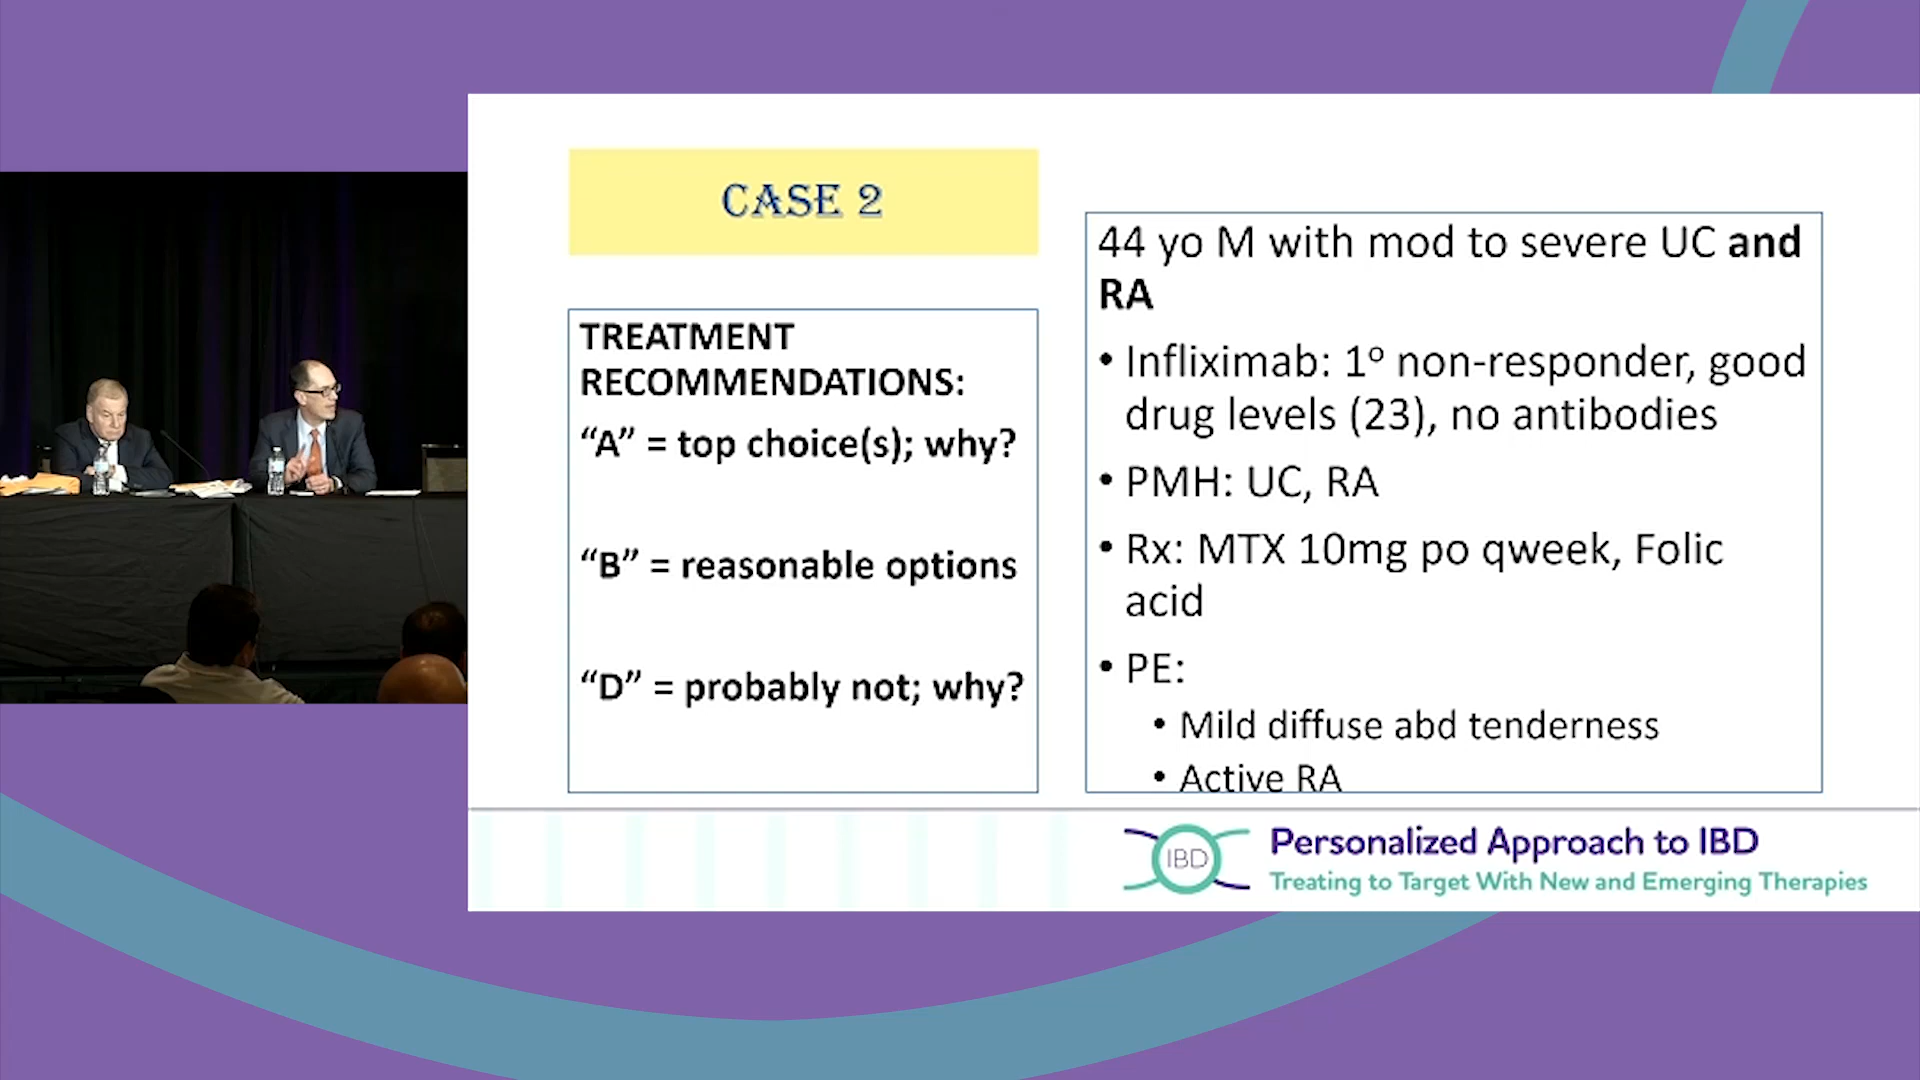 CASE 2
TREATMENT
RECOMMENDATIONS:
“A” = top choice(s); why?
“B” = reasonable options
“D” = probably not; why?
44 yo M with mod to severe UC and
RA
• Infliximab: 1º non-responder, good
drug levels (23), no antibodies
• PMH: UC, RA
• Rx: MTX 10mg po qweek, Folic
acid
• PE:
• Mild diffuse abd tenderness
• Active RA
IBD
Personalized Approach to IBD
Treating to Target With New and Emerging Therapies